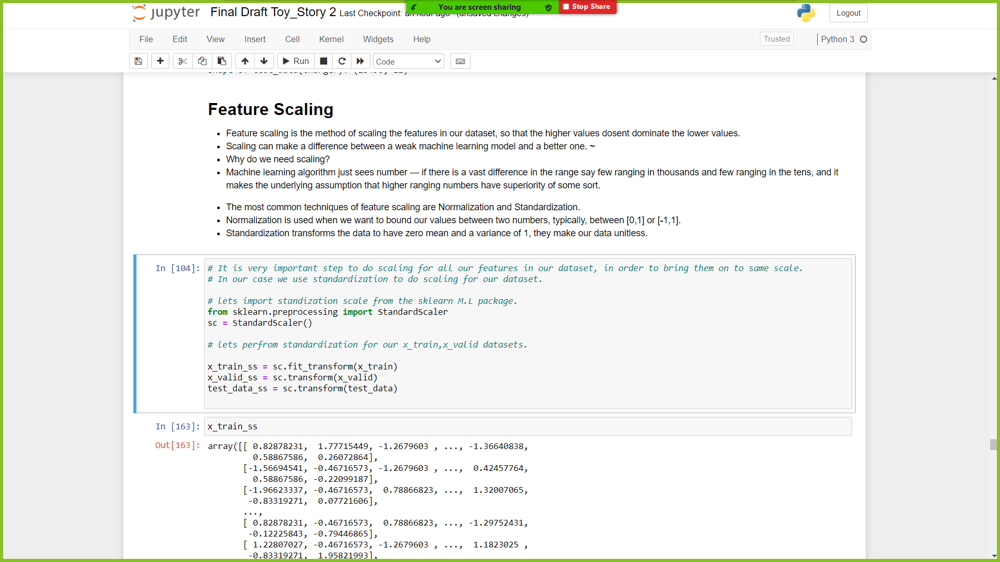 jupyter Final Draft Toy_Story 2 Last Checkpoint: an hour ago (unsaved changes)
You are screen sharing
Stop Share
Logout
File Edit View Insert Cell Kernel Widgets Help
Trusted
Python 3
Run
Code
Feature Scaling
• Feature scaling is the method of scaling the features in our dataset, so that the higher values dosent dominate the lower values.
• Scaling can make a difference between a weak machine learning model and a better one. ~
• Why do we need scaling?
• Machine learning algorithm just sees number — if there is a vast difference in the range say few ranging in thousands and few ranging in the tens, and it
makes the underlying assumption that higher ranging numbers have superiority of some sort.
• The most common techniques of feature scaling are Normalization and Standardization.
• Normalization is used when we want to bound our values between two numbers, typically, between [0,1] or [-1,1].
• Standardization transforms the data to have zero mean and a variance of 1, they make our data unitless.
In [104]:
# It is very important step to do scaling for all our features in our dataset, in order to bring them on to same scale.
# In our case we use standardization to do scaling for our dataset.
# lets import standization scale from the sklearn M.L package.
from sklearn.preprocessing import StandardScaler
sc = StandardScaler()
# lets perfrom standardization for our x_train,x_valid datasets.
x_train_ss = sc.fit_transform(x_train)
x_valid_ss = sc.transform(x_valid)
test_data_ss = sc.transform(test_data)
In [163]: x_train_ss
Out[163]: array([[ 0.82878231, 1.77715449, -1.2679603 , ..., -1.36640838,
0.58867586, 0.26072864],
[-1.56694541, -0.46716573, -1.2679603 , ..., 0.42457764,
0.58867586, -0.22099187],
[-1.96623337, -0.46716573, 0.78866823, ..., 1.32007065,
-0.83319271, 0.07721606],
...,
[ 0.82878231, -0.46716573, 0.78866823, ..., -1.29752431,
-0.12225843, -0.79446865],
[ 1.22807027, -0.46716573, -1.2679603 , ..., 1.1823025 ,
-0.83319271, 1.95821993],